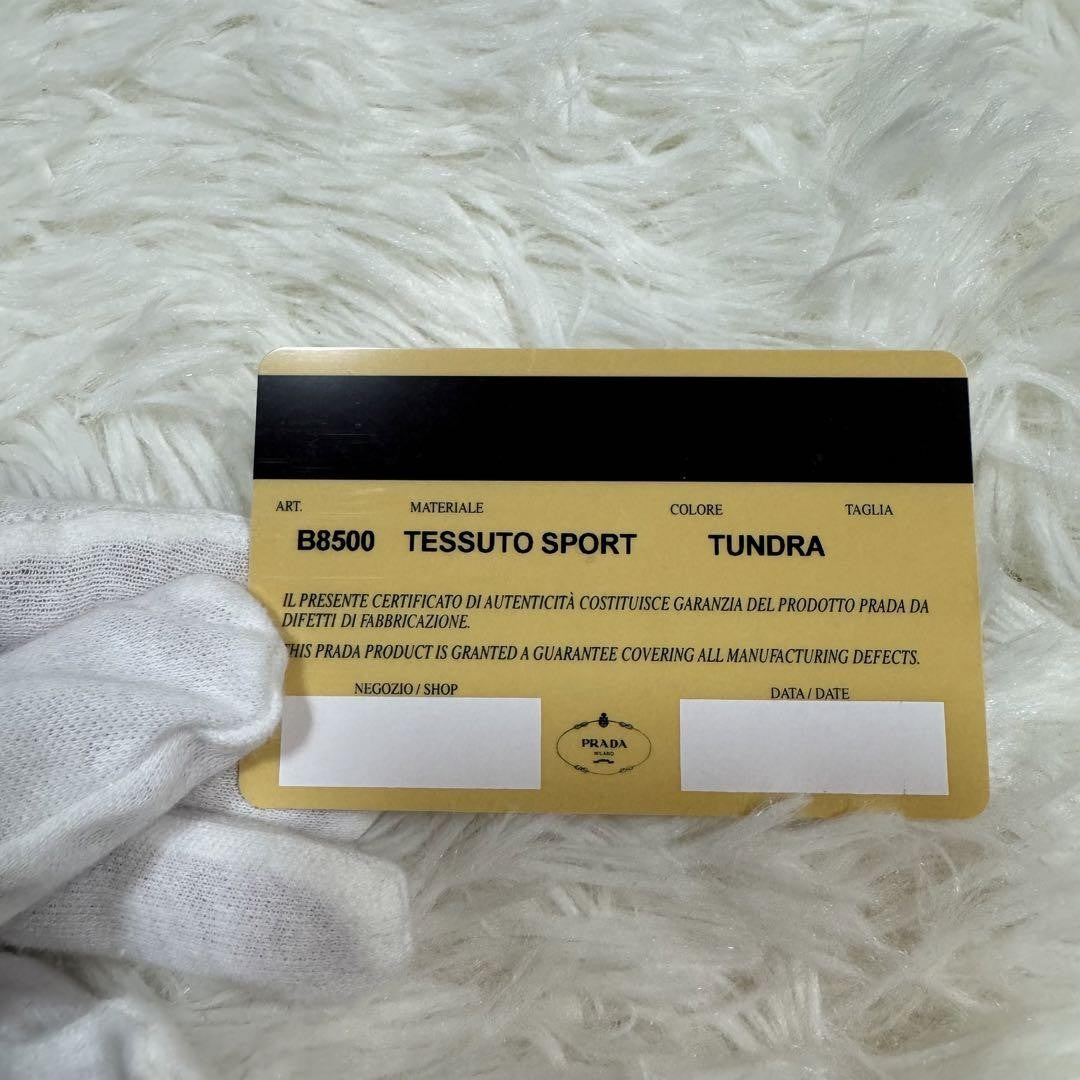 ART. MATERIALE COLORE TAGLIA
B8500 TESSUTO SPORT TUNDRA
IL PRESENTE CERTIFICATO DI AUTENTICITÀ COSTITUISCE GARANZIA DEL PRODOTTO PRADA DA
DIFETTI DI FABBRICAZIONE.
THIS PRADA PRODUCT IS GRANTED A GUARANTEE COVERING ALL MANUFACTURING DEFECTS.
NEGOZIO / SHOP DATA / DATE
PRADA
MILANO